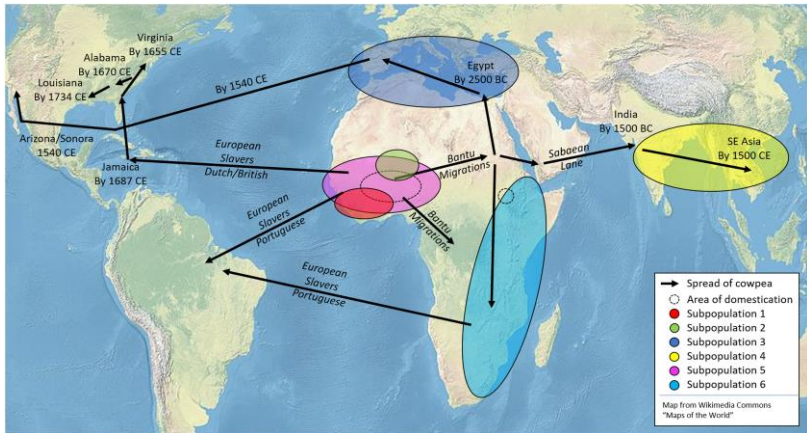 Virginia
By 1655 CE
Alabama
By 1670 CE
Louisiana
By 1734 CE
Arizona/Sonora
1540 CE
Jamaica
By 1687 CE
By 1540 CE
Egypt
By 2500 BC
India
By 1500 BC
SE Asia
By 1500 CE
European
Slavers
Dutch/British
Bantu
Migrations
Sabaean
Lane
European
Slavers
Portuguese
Bantu
Migrations
European
Slavers
Portuguese
Spread of cowpea
Area of domestication
Subpopulation 1
Subpopulation 2
Subpopulation 3
Subpopulation 4
Subpopulation 5
Subpopulation 6
Map from Wikimedia Commons
"Maps of the World"